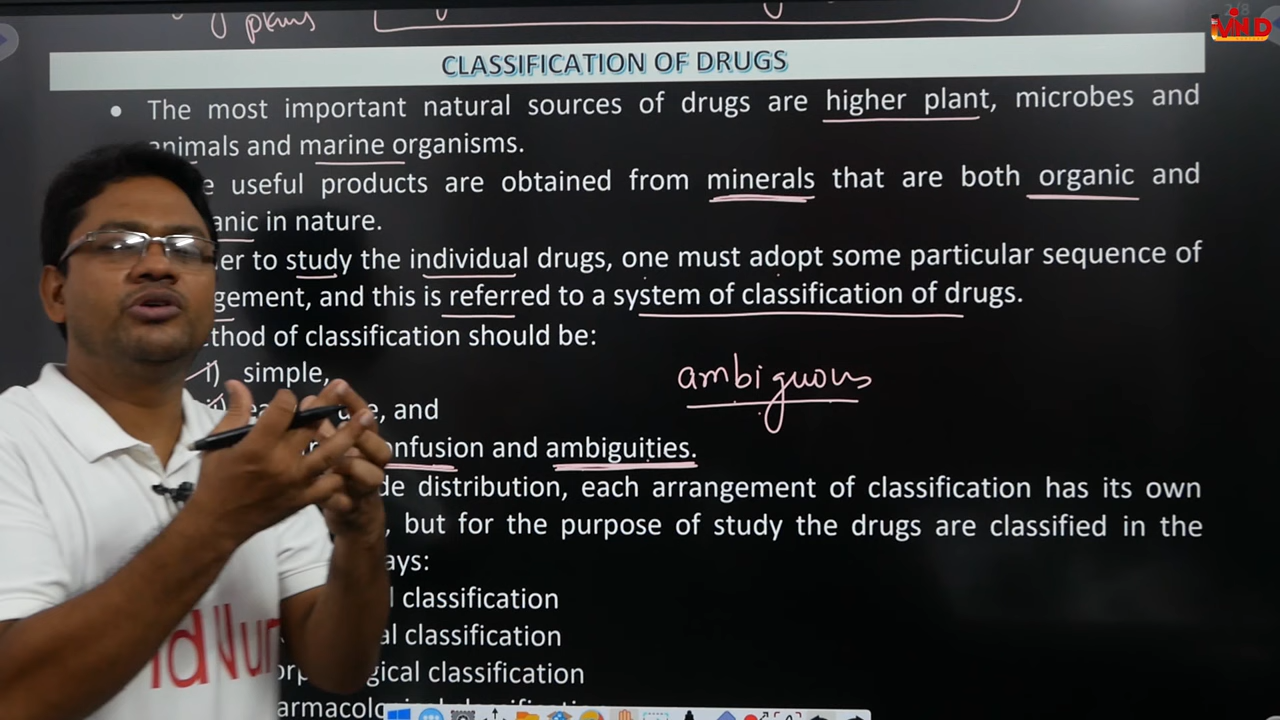 pkms
2/8
MIND
CLASSIFICATION OF DRUGS
• The most important natural sources of drugs are higher plant, microbes and
animals and marine organisms.
useful products are obtained from minerals that are both organic and
anic in nature.
er to study the individual drugs, one must adopt some particular sequence of
gement, and this is referred to a system of classification of drugs.
thod of classification should be:
i) simple,
ambiguous
and
onfusion and ambiguities.
de distribution, each arrangement of classification has its own
, but for the purpose of study the drugs are classified in the
ays:
l classification
al classification
gical classification
armacol